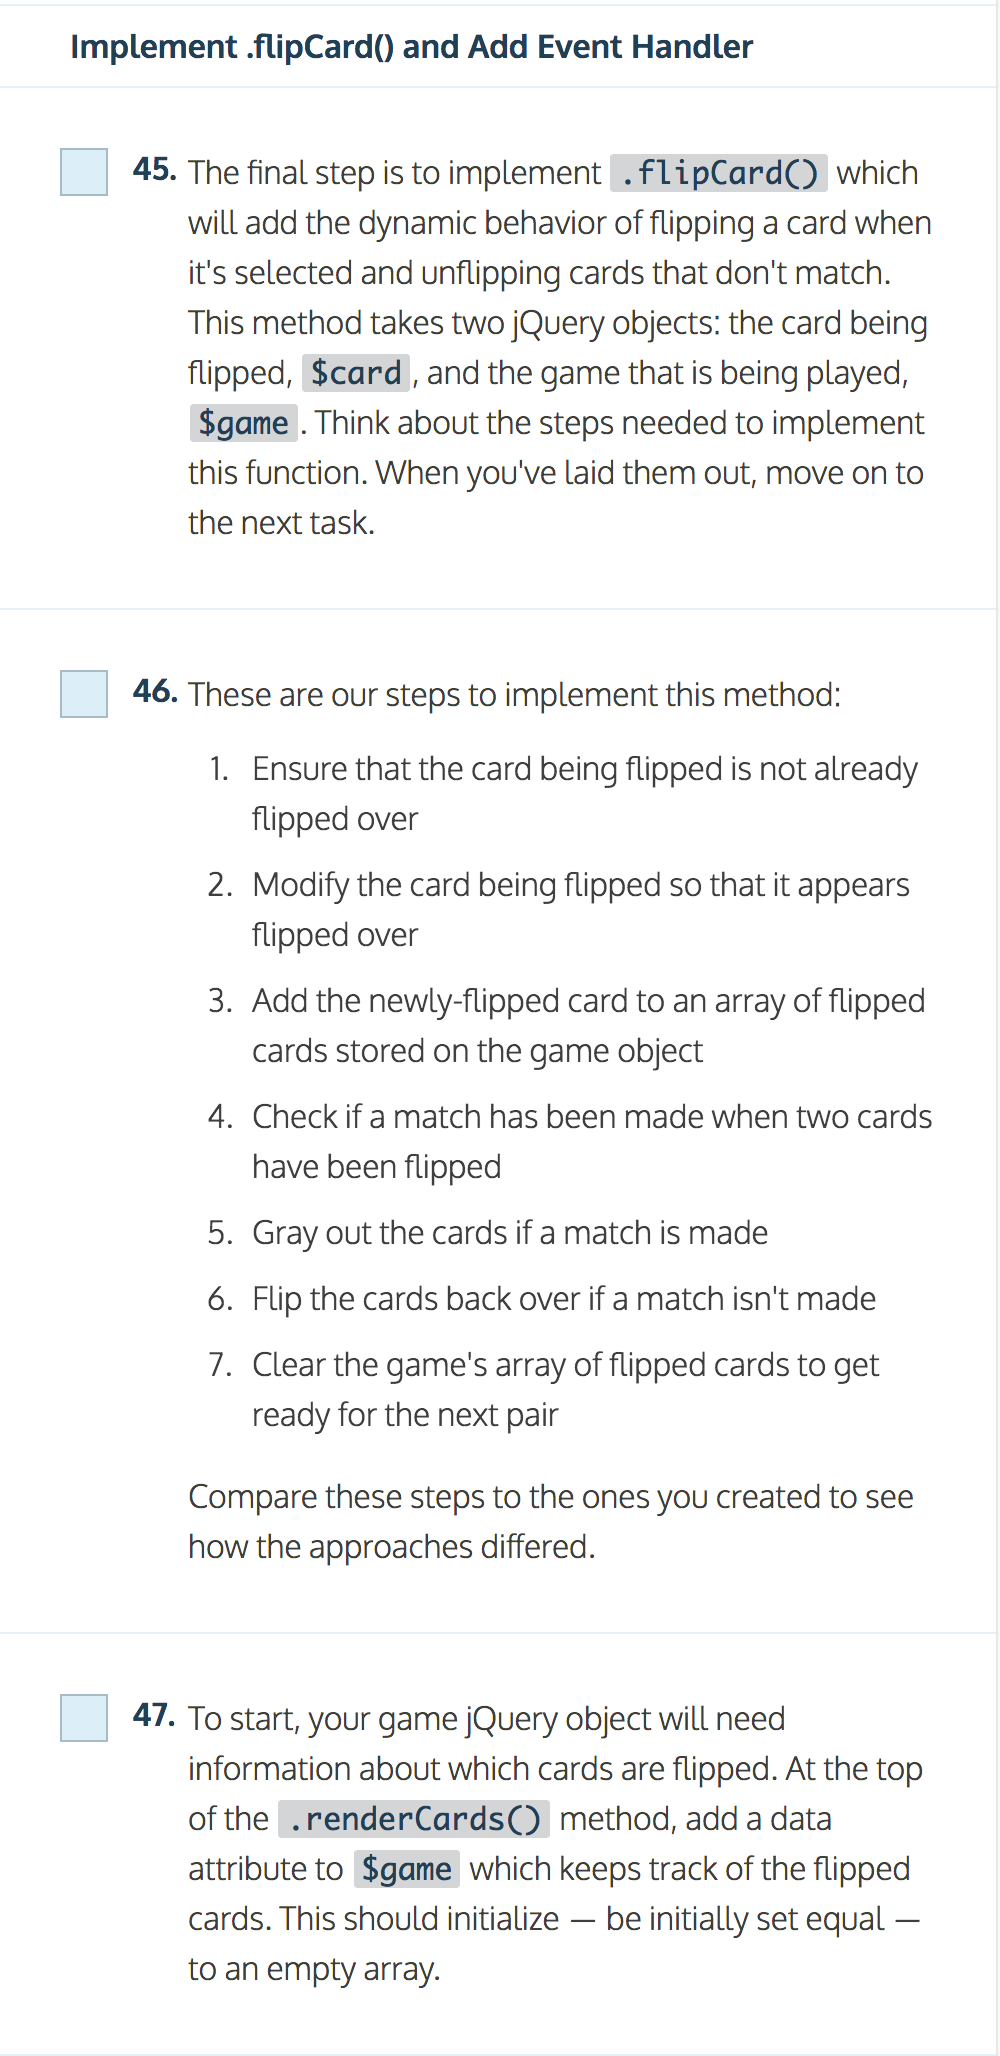 Implement .flipCard() and Add Event Handler
45. The final step is to implement .flipCard() which
will add the dynamic behavior of flipping a card when
it's selected and unflipping cards that don't match.
This method takes two jQuery objects: the card being
flipped, $card, and the game that is being played,
$game. Think about the steps needed to implement
this function. When you've laid them out, move on to
the next task.
46. These are our steps to implement this method:
1. Ensure that the card being flipped is not already
flipped over
2. Modify the card being flipped so that it appears
flipped over
3. Add the newly-flipped card to an array of flipped
cards stored on the game object
4. Check if a match has been made when two cards
have been flipped
5. Gray out the cards if a match is made
6. Flip the cards back over if a match isn't made
7. Clear the game's array of flipped cards to get
ready for the next pair
Compare these steps to the ones you created to see
how the approaches differed.
47. To start, your game jQuery object will need
information about which cards are flipped. At the top
of the .renderCards() method, add a data
attribute to $game which keeps track of the flipped
cards. This should initialize — be initially set equal —
to an empty array.